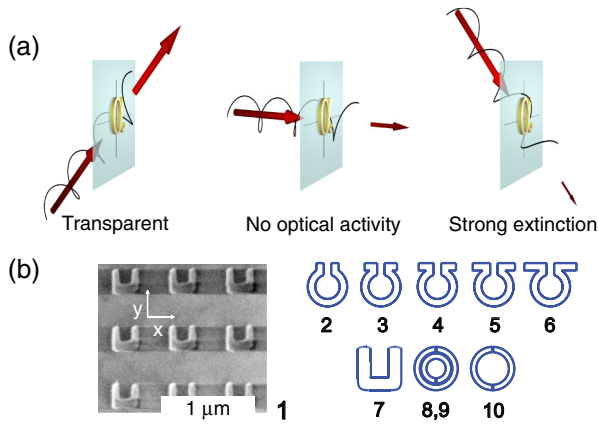 (a)
Transparent
No optical activity
Strong extinction
(b)
y
x
1 μm
1
2
3
4
5
6
7
8,9
10